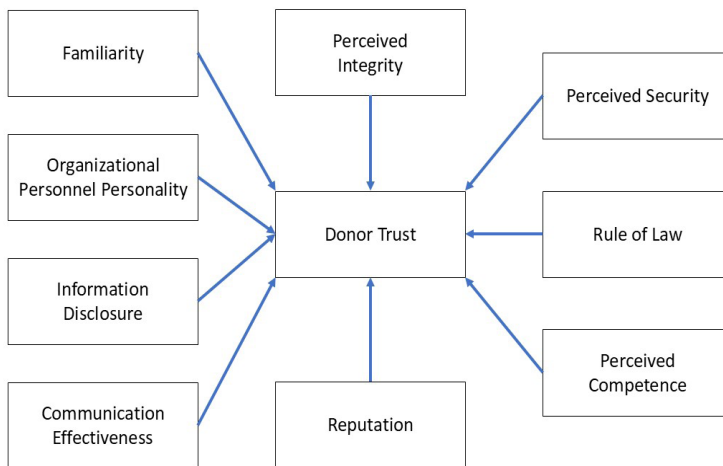 Familiarity
Perceived
Integrity
Perceived Security
Organizational
Personnel Personality
Donor Trust
Rule of Law
Information
Disclosure
Perceived
Competence
Communication
Effectiveness
Reputation